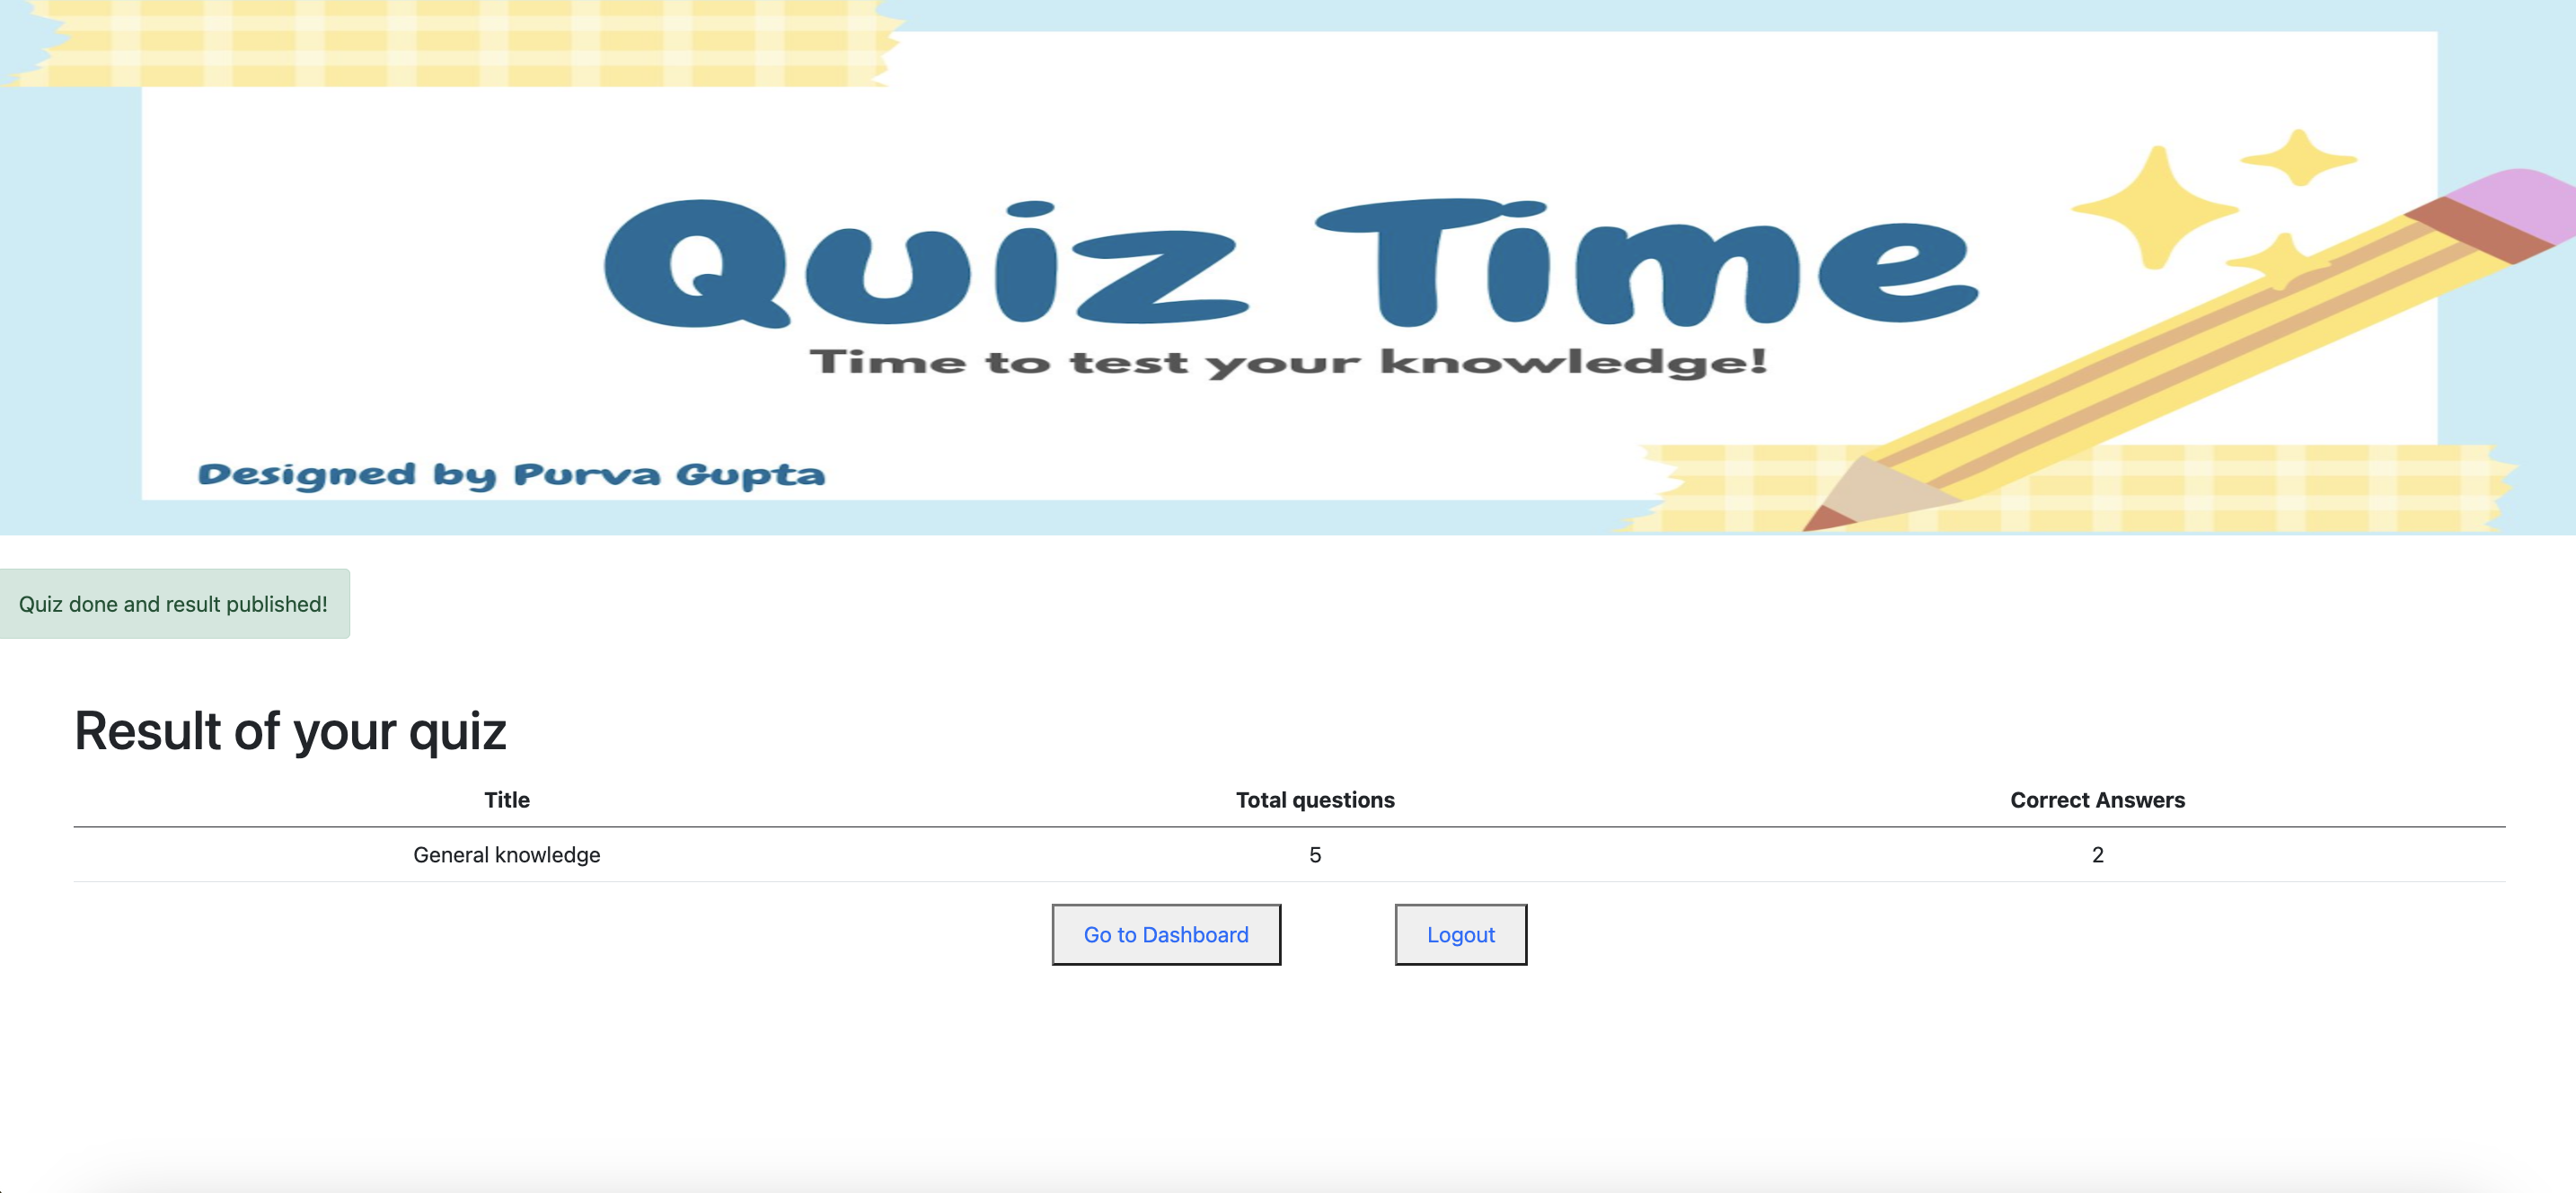 Quiz Time
Time to test your knowledge!
Designed by Purva Gupta
Quiz done and result published!
Result of your quiz
Title Total questions Correct Answers
General knowledge 5 2
Go to Dashboard Logout